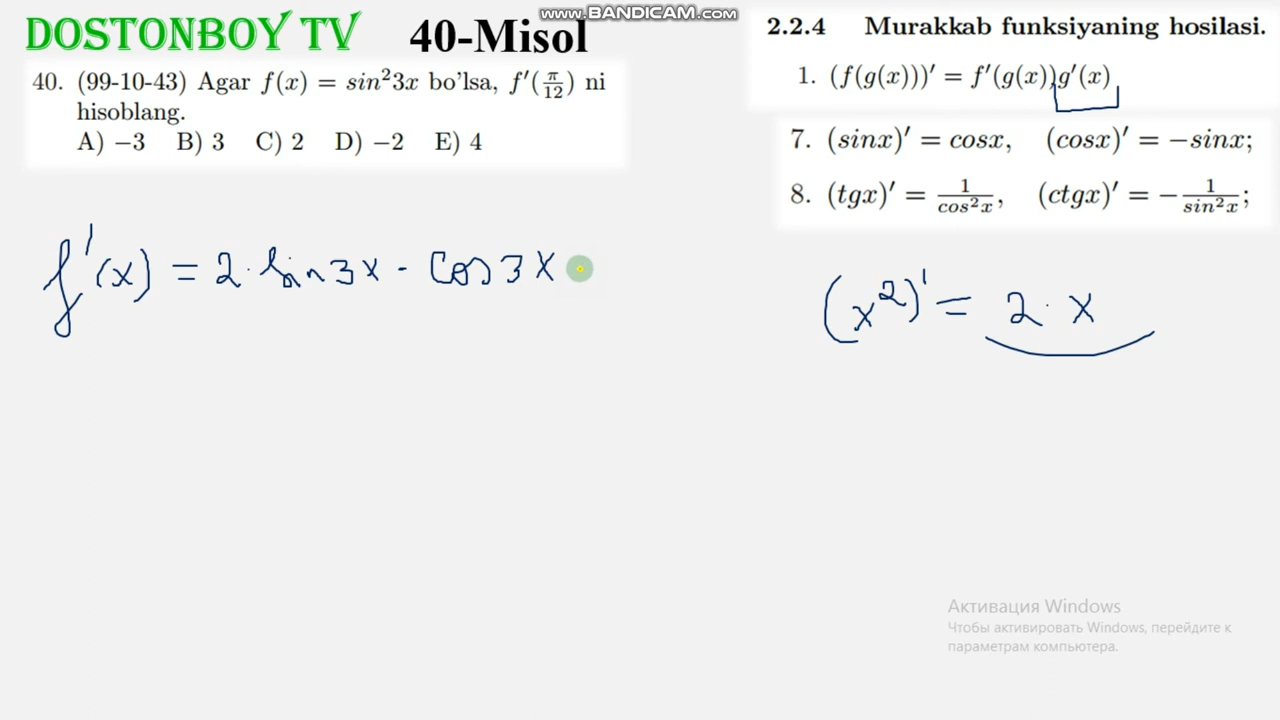 www.BANDICAM.com
DOSTONBOY TV 40-Misol
40. (99-10-43) Agar f(x) = sin²3x bo'lsa, f′(π/12) ni
hisoblang.
A) −3 B) 3 C) 2 D) −2 E) 4
2.2.4 Murakkab funksiyaning hosilasi.
1. (f(g(x)))′ = f′(g(x))g′(x)
7. (sinx)′ = cosx, (cosx)′ = −sinx;
8. (tgx)′ = 1/cos²x, (ctgx)′ = −1/sin²x;
f′(x) = 2·sin3x - cos3x
(x²)′ = 2·x
Активация Windows
Чтобы активировать Windows, перейдите к
параметрам компьютера.